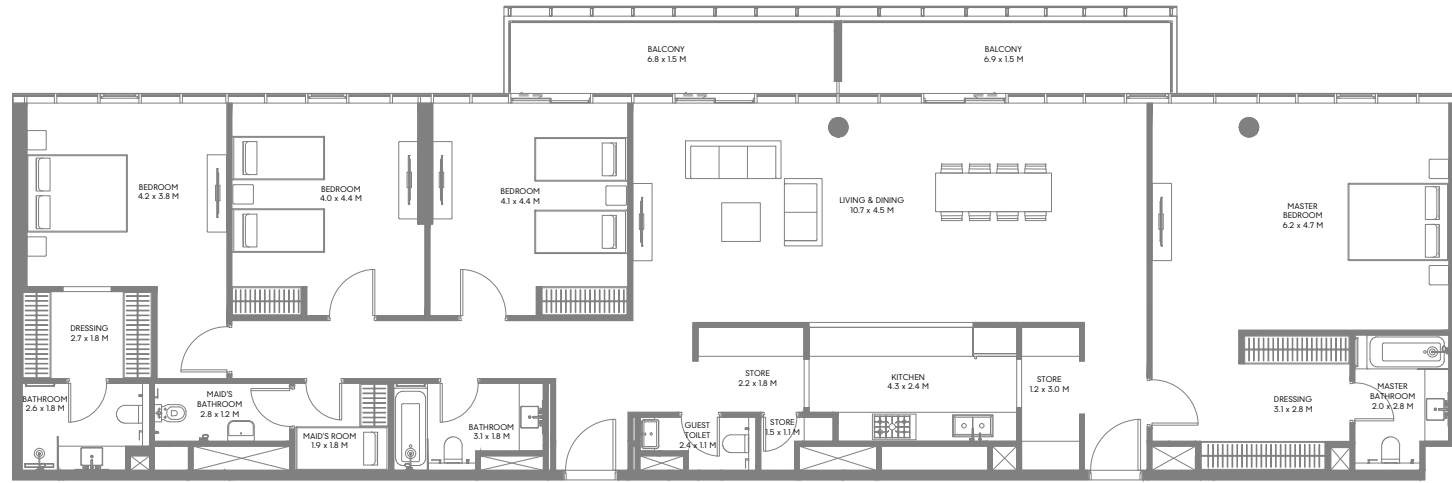 BALCONY
6.8 x 1.5 M
BALCONY
6.9 x 1.5 M
BEDROOM
4.2 x 3.8 M
BEDROOM
4.0 x 4.4 M
BEDROOM
4.1 x 4.4 M
LIVING & DINING
10.7 x 4.5 M
MASTER
BEDROOM
6.2 x 4.7 M
DRESSING
2.7 x 1.8 M
STORE
2.2 x 1.8 M
KITCHEN
4.3 x 2.4 M
STORE
1.2 x 3.0 M
BATHROOM
2.6 x 1.8 M
MAID'S
BATHROOM
2.8 x 1.2 M
MAID'S ROOM
1.9 x 1.8 M
BATHROOM
3.1 x 1.8 M
GUEST
TOILET
2.4 x 1.1 M
STORE
1.5 x 1.1 M
DRESSING
3.1 x 2.8 M
MASTER
BATHROOM
2.0 x 2.8 M